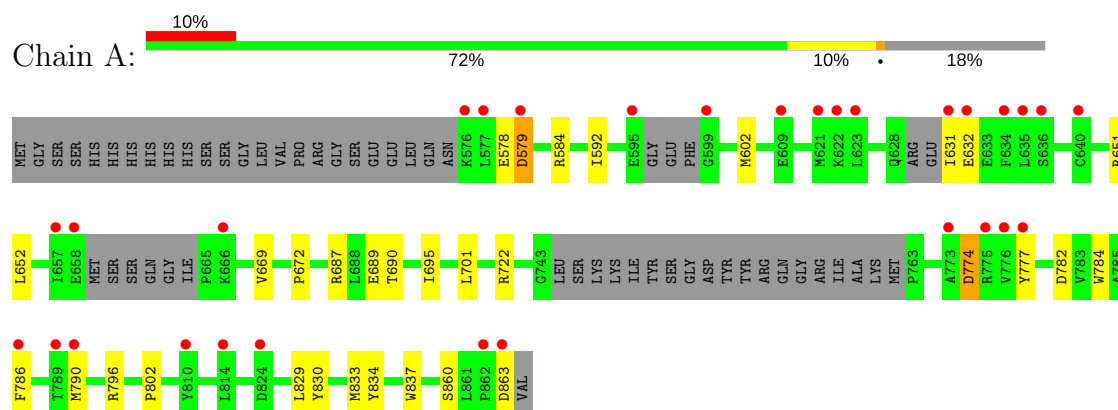 10%
Chain A:
72% 10% • 18%
MET GLY SER SER HIS HIS HIS HIS HIS HIS SER SER GLY LEU VAL PRO ARG GLY SER GLU GLU LEU GLN ASN K576 L577 E578 D579 R584 I592 E595 GLY GLU PHE G599 M602 E609 M621 K622 L623 Q628 ARG GLU I631 E632 E633 F634 L635 S636 C640 R651
L652 I657 E658 MET SER SER GLN GLY ILE P665 K666 V669 P672 R687 L688 E689 T690 I695 L701 R722 G743 LEU SER LYS LYS ILE TYR SER GLY ASP TYR TYR ARG GLN GLY ARG ILE ALA LYS MET P763 A773 D774 R775 V776 Y777 D782 V783 W784 A785
F786 T789 M790 R796 P802 Y810 L814 D824 L829 Y830 M833 Y834 W837 S860 L861 P862 D863 VAL